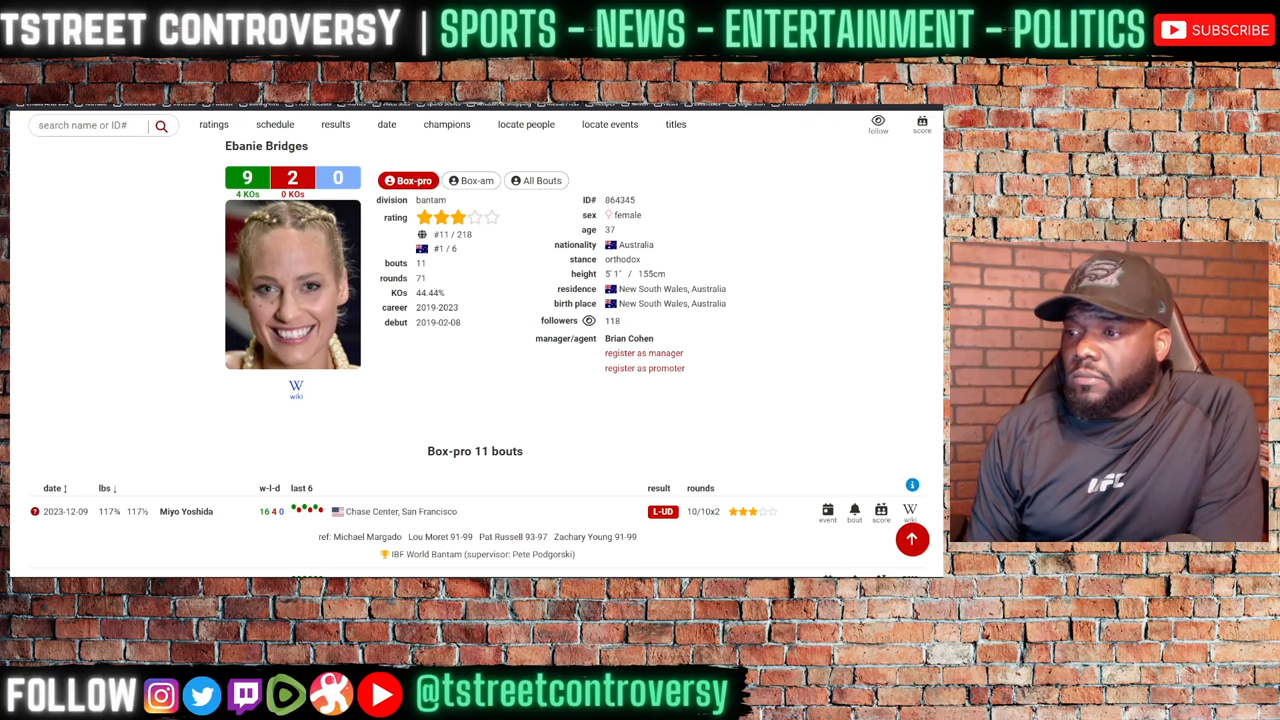 TSTREET CONTROVERSY | SPORTS - NEWS - ENTERTAINMENT - POLITICS SUBSCRIBE
search name or ID# ratings schedule results date champions locate people locate events titles follow score
Ebanie Bridges
9 2 0
4 KOs 0 KOs
Box-pro Box-am All Bouts
division bantam
rating
#11 / 218
#1 / 6
bouts 11
rounds 71
KOs 44.44%
career 2019-2023
debut 2019-02-08
ID# 864345
sex female
age 37
nationality Australia
stance orthodox
height 5' 1" / 155cm
residence New South Wales, Australia
birth place New South Wales, Australia
followers 118
manager/agent Brian Cohen
register as manager
register as promoter
W
wiki
Box-pro 11 bouts
date lbs w-l-d last 6 result rounds
2023-12-09 117¾ 117½ Miyo Yoshida 16 4 0 Chase Center, San Francisco L-UD 10/10x2 event bout score wiki
ref: Michael Margado Lou Moret 91-99 Pat Russell 93-97 Zachary Young 91-99
IBF World Bantam (supervisor: Pete Podgorski)
UFC
FOLLOW @tstreetcontroversy